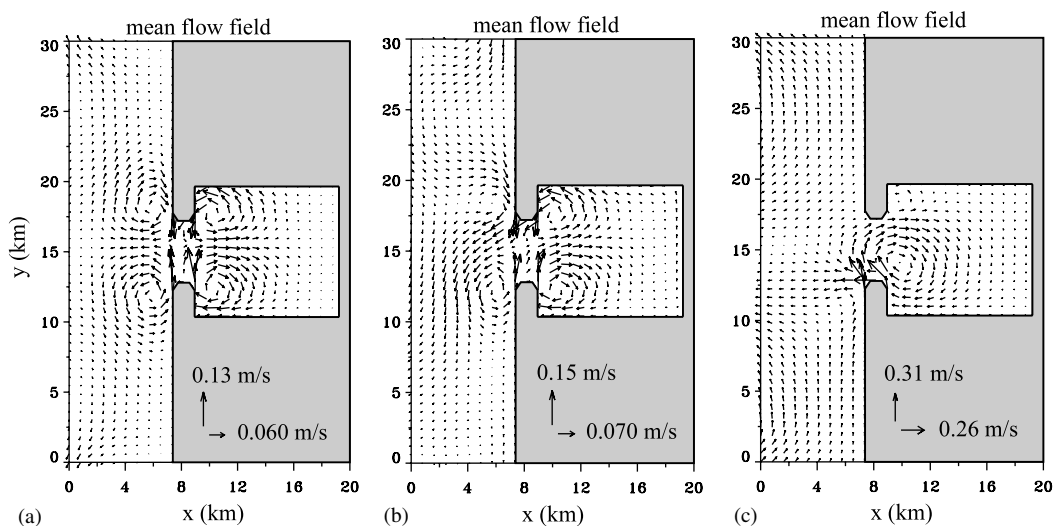 mean flow field
mean flow field
mean flow field
30
25
20
15
10
5
0
y (km)
0.13 m/s
0.060 m/s
0 4 8 12 16 20
x (km)
(a)
30
25
20
15
10
5
0
0.15 m/s
0.070 m/s
0 4 8 12 16 20
x (km)
(b)
30
25
20
15
10
5
0
0.31 m/s
0.26 m/s
0 4 8 12 16 20
x (km)
(c)